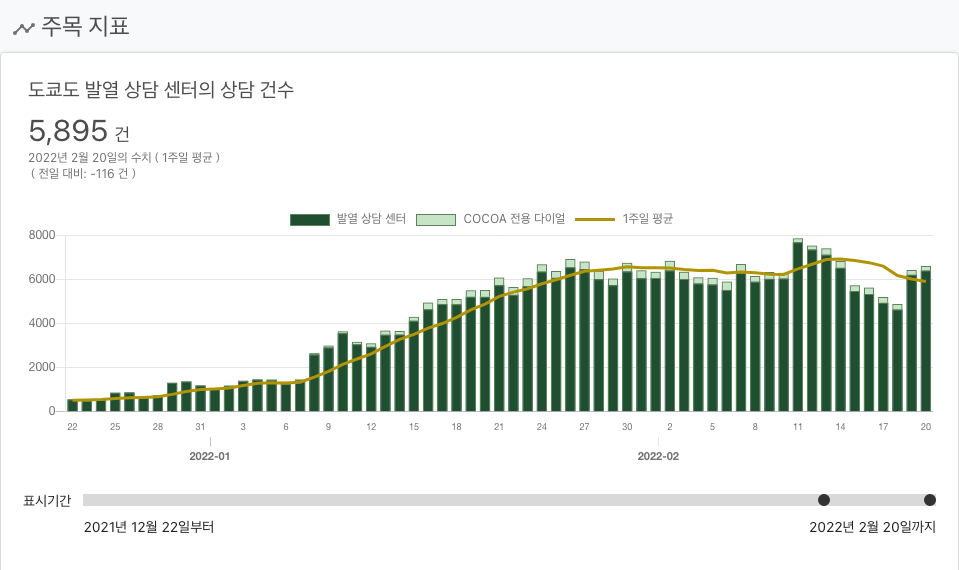 주목 지표
도쿄도 발열 상담 센터의 상담 건수
5,895 건
2022년 2월 20일의 수치 ( 1주일 평균 )
( 전일 대비: -116 건 )
발열 상담 센터 COCOA 전용 다이얼 1주일 평균
8000
6000
4000
2000
0
22 25 28 31 3 6 9 12 15 18 21 24 27 30 2 5 8 11 14 17 20
2022-01 2022-02
표시기간
2021년 12월 22일부터 2022년 2월 20일까지